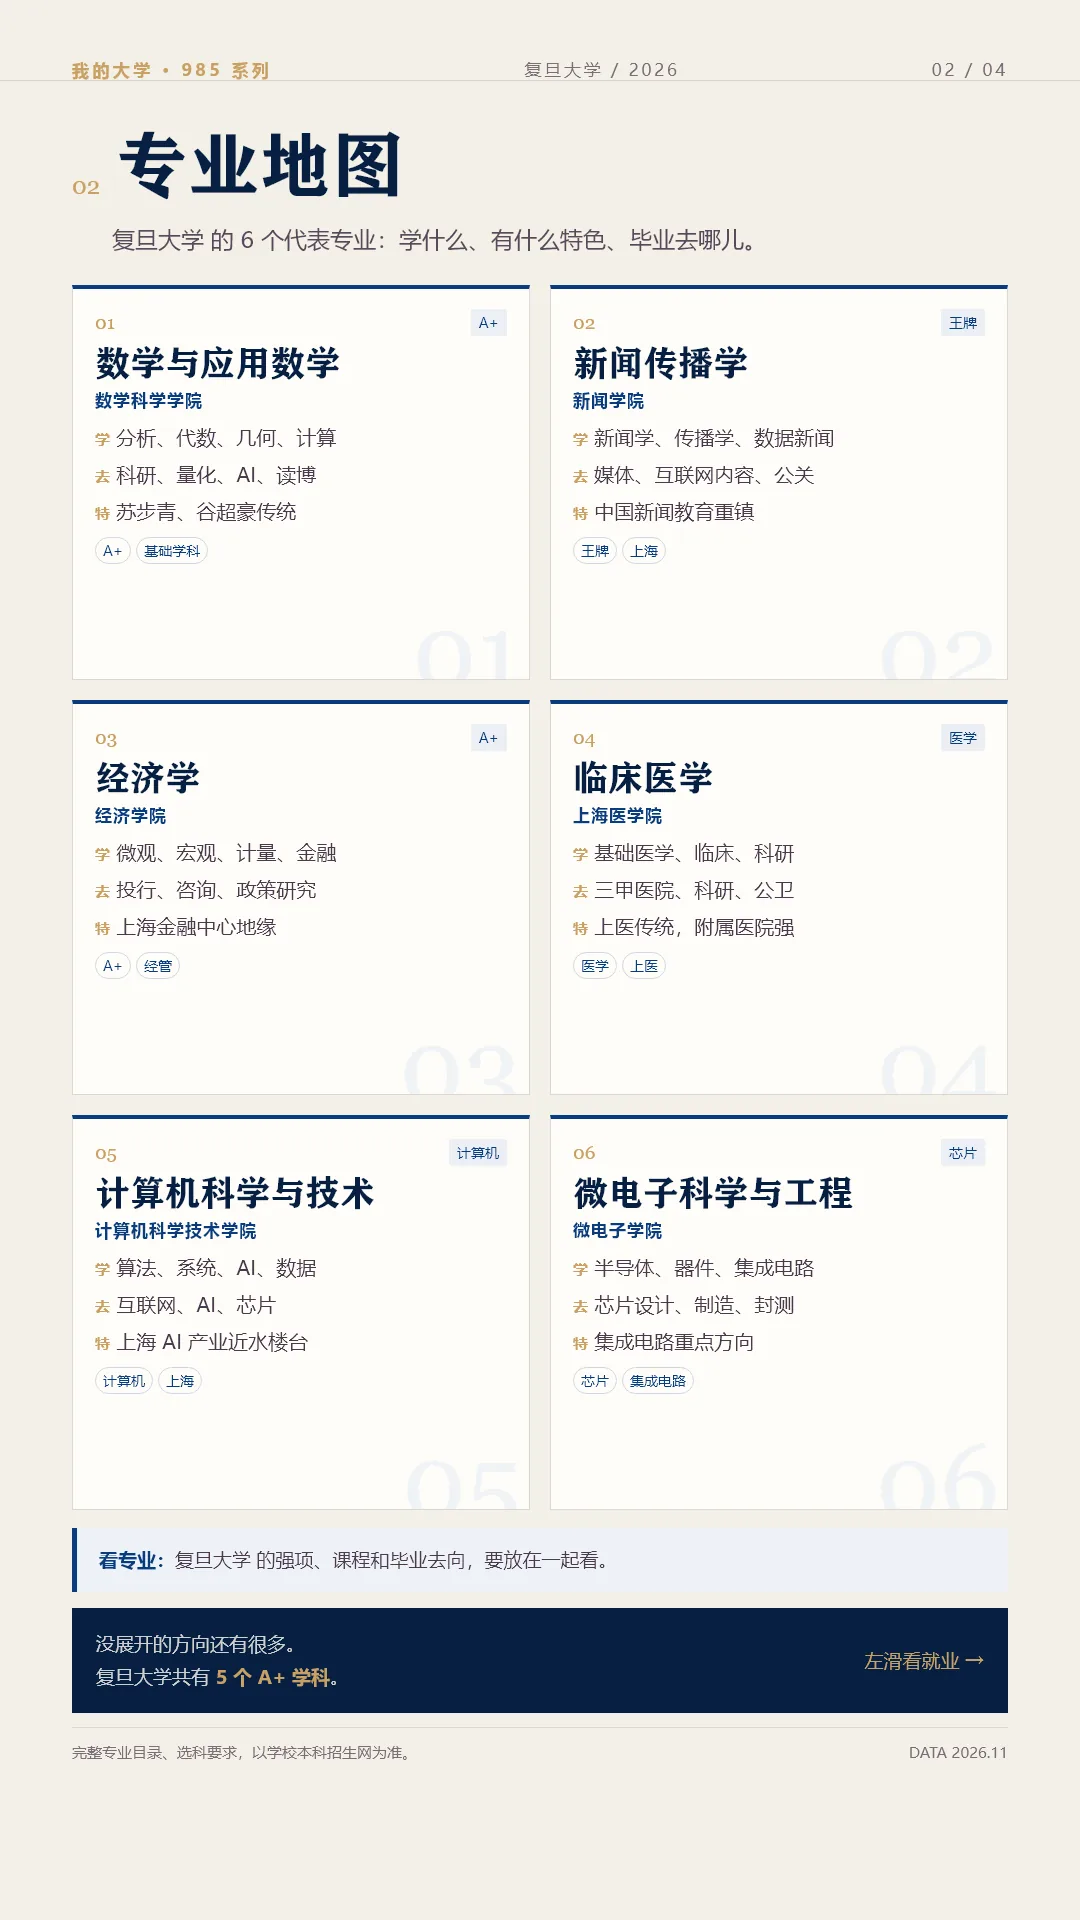 我的大学 • 985 系列
复旦大学 / 2026
02 / 04
02 专业地图
复旦大学 的 6 个代表专业：学什么、有什么特色、毕业去哪儿。
01
A+
数学与应用数学
数学科学学院
学 分析、代数、几何、计算
去 科研、量化、AI、读博
特 苏步青、谷超豪传统
A+ 基础学科
01
02
王牌
新闻传播学
新闻学院
学 新闻学、传播学、数据新闻
去 媒体、互联网内容、公关
特 中国新闻教育重镇
王牌 上海
02
03
A+
经济学
经济学院
学 微观、宏观、计量、金融
去 投行、咨询、政策研究
特 上海金融中心地缘
A+ 经管
03
04
医学
临床医学
上海医学院
学 基础医学、临床、科研
去 三甲医院、科研、公卫
特 上医传统，附属医院强
医学 上医
04
05
计算机
计算机科学与技术
计算机科学技术学院
学 算法、系统、AI、数据
去 互联网、AI、芯片
特 上海 AI 产业近水楼台
计算机 上海
05
06
芯片
微电子科学与工程
微电子学院
学 半导体、器件、集成电路
去 芯片设计、制造、封测
特 集成电路重点方向
芯片 集成电路
06
看专业：复旦大学 的强项、课程和毕业去向，要放在一起看。
没展开的方向还有很多。
复旦大学共有 5 个 A+ 学科。
左滑看就业 →
完整专业目录、选科要求，以学校本科招生网为准。
DATA 2026.11